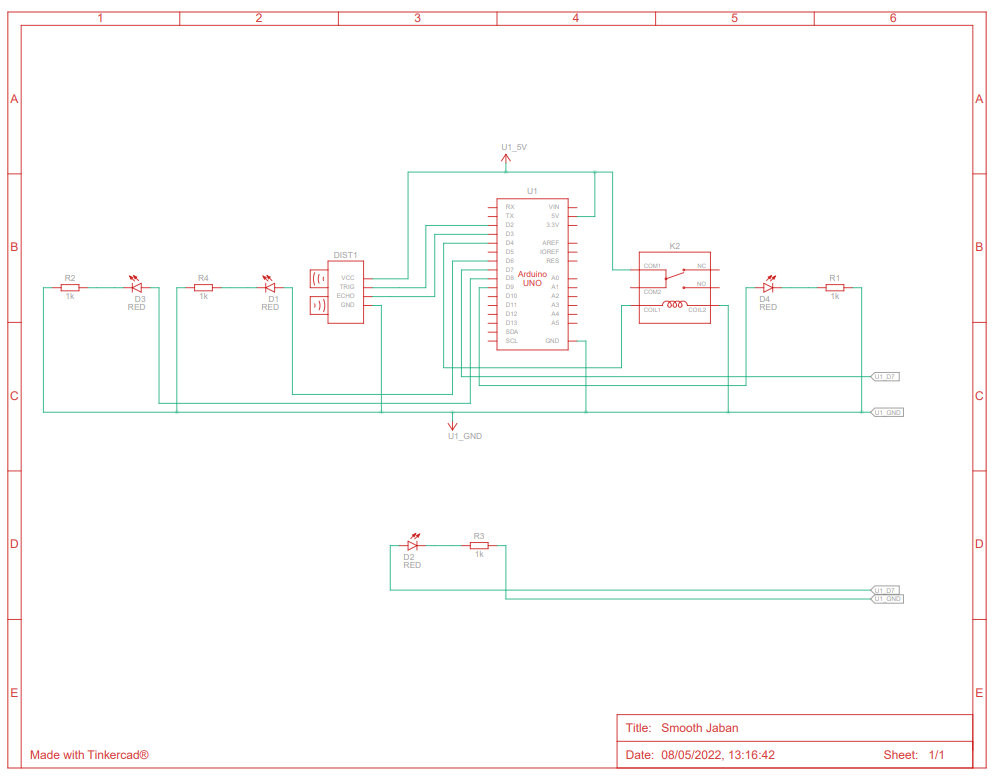 1 2 3 4 5 6
A A
U1_5V
U1
RX VIN
TX 5V
D2 3.3V
D3
D4 AREF
D5 IOREF
D6 RES
D7
D8 A0
D9 A1
D10 A2
D11 A3
D12 A4
D13 A5
SDA
SCL GND
Arduino
UNO
B B
DIST1
VCC
TRIG
ECHO
GND
K2
COM1 NC
NO
COM2
COIL1 COIL2
R2
1k
D3
RED
R4
1k
D1
RED
D4
RED
R1
1k
U1_D7
C C
U1_GND
U1_GND
D D
D2
RED
R3
1k
U1_D7
U1_GND
E E
Title: Smooth Jaban
Made with Tinkercad®
Date: 08/05/2022, 13:16:42 Sheet: 1/1